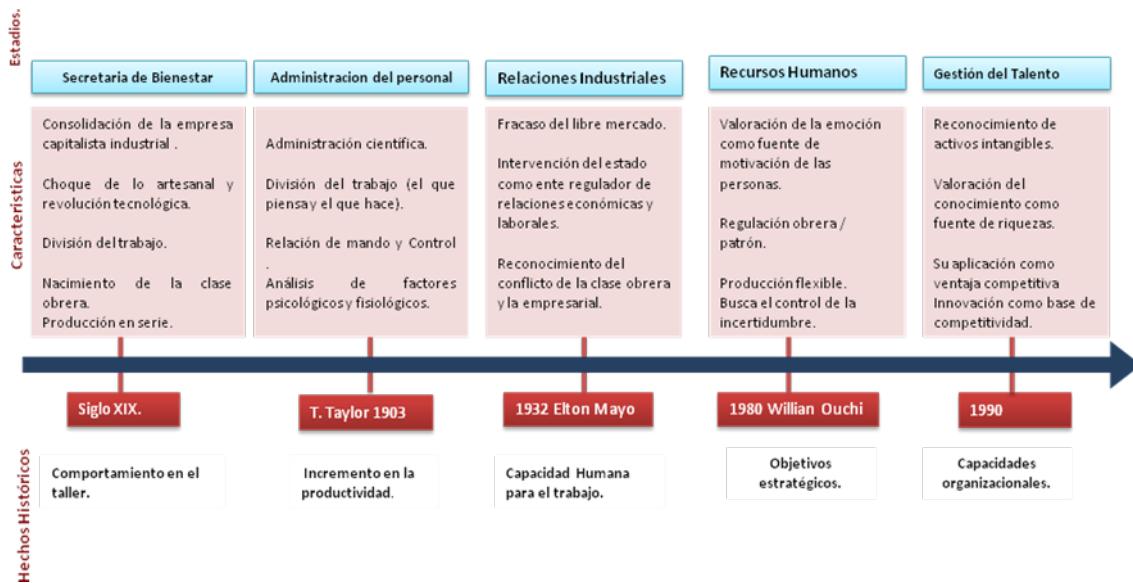 Estadios.
Secretaria de Bienestar
Administracion del personal
Relaciones Industriales
Recursos Humanos
Gestión del Talento
Características
Consolidación de la empresa
capitalista industrial .
Choque de lo artesanal y
revolución tecnológica.
División del trabajo.
Nacimiento de la clase
obrera.
Producción en serie.
Administración científica.
División del trabajo (el que
piensa y el que hace).
Relación de mando y Control
.
Análisis de factores
psicológicos y fisiológicos.
Fracaso del libre mercado.
Intervención del estado
como ente regulador de
relaciones económicas y
laborales.
Reconocimiento del
conflicto de la clase obrera
y la empresarial.
Valoración de la emoción
como fuente de
motivación de las
personas.
Regulación obrera /
patrón.
Producción flexible.
Busca el control de la
incertidumbre.
Reconocimiento de
activos intangibles.
Valoración del
conocimiento como
fuente de riquezas.
Su aplicación como
ventaja competitiva
Innovación como base de
competitividad.
Siglo XIX.
T. Taylor 1903
1932 Elton Mayo
1980 Willian Ouchi
1990
Hechos Históricos
Comportamiento en el
taller.
Incremento en la
productividad.
Capacidad Humana
para el trabajo.
Objetivos
estratégicos.
Capacidades
organizacionales.